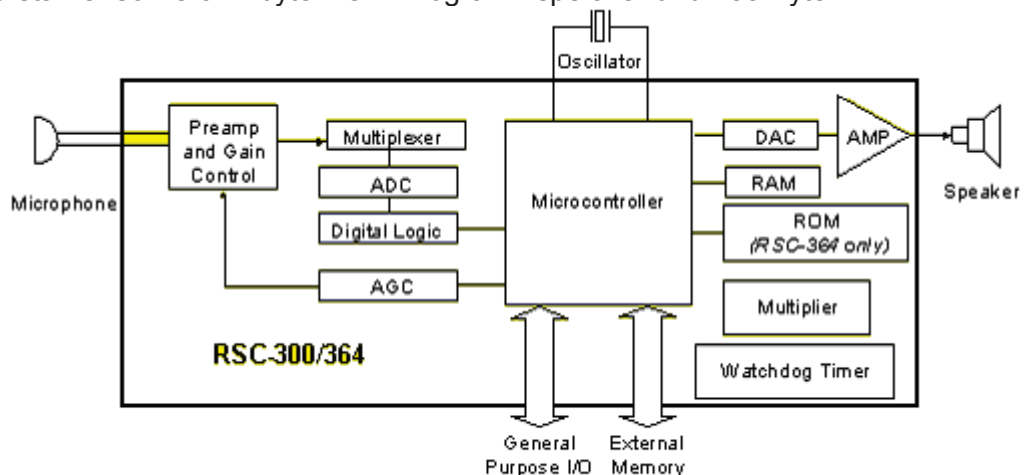 Oscillator
Preamp
and Gain
Control
Multiplexer
ADC
Digital Logic
AGC
Microphone
Microcontroller
DAC
AMP
RAM
ROM
(RSC-364 only)
Multiplier
Watchdog Timer
Speaker
RSC-300/364
General
Purpose I/O
External
Memory